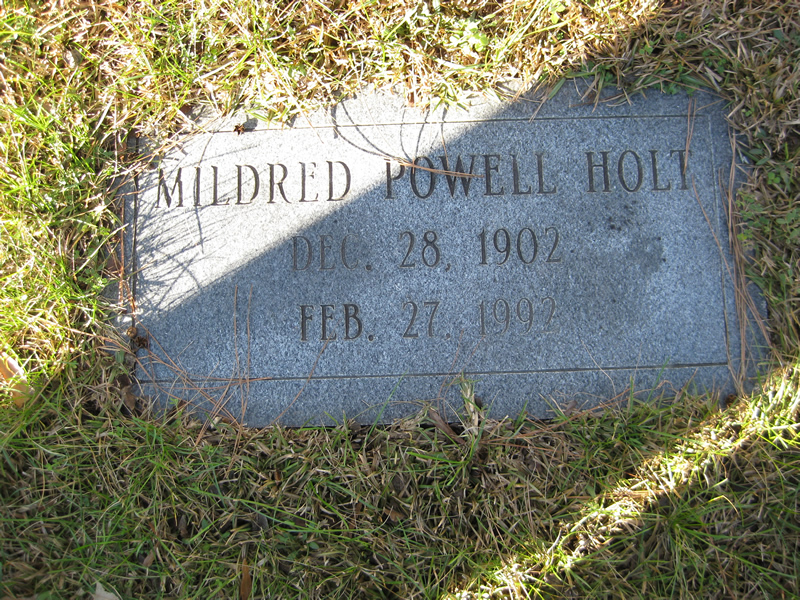 MILDRED POWELL HOLT
DEC. 28, 1902
FEB. 27, 1992